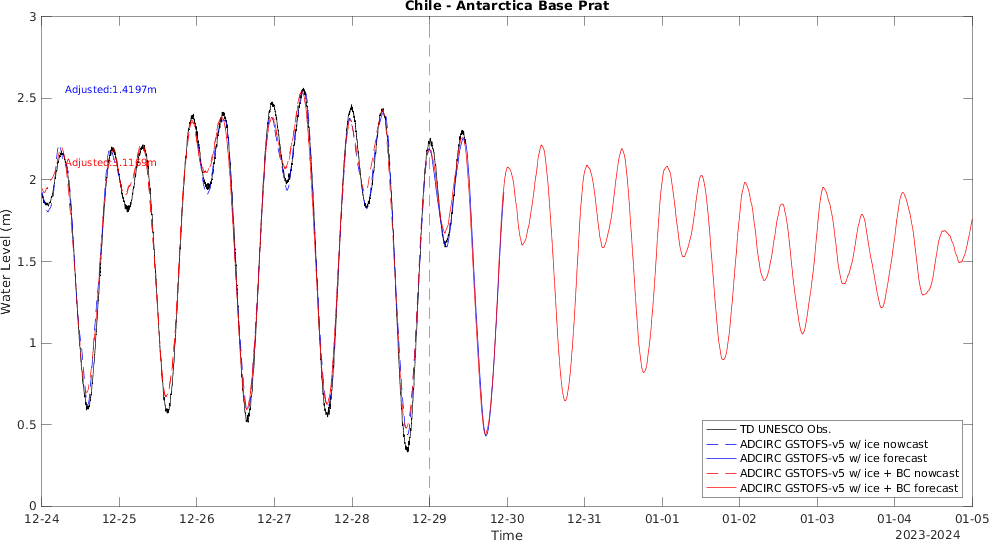 Chile - Antarctica Base Prat
3
2.5
2
1.5
1
0.5
0
Water Level (m)
Adjusted:1.4197m
TD UNESCO Obs.
ADCIRC GSTOFS-v5 w/ ice nowcast
ADCIRC GSTOFS-v5 w/ ice forecast
ADCIRC GSTOFS-v5 w/ ice + BC nowcast
ADCIRC GSTOFS-v5 w/ ice + BC forecast
12-24 12-25 12-26 12-27 12-28 12-29 12-30 12-31 01-01 01-02 01-03 01-04 01-05
Time
2023-2024